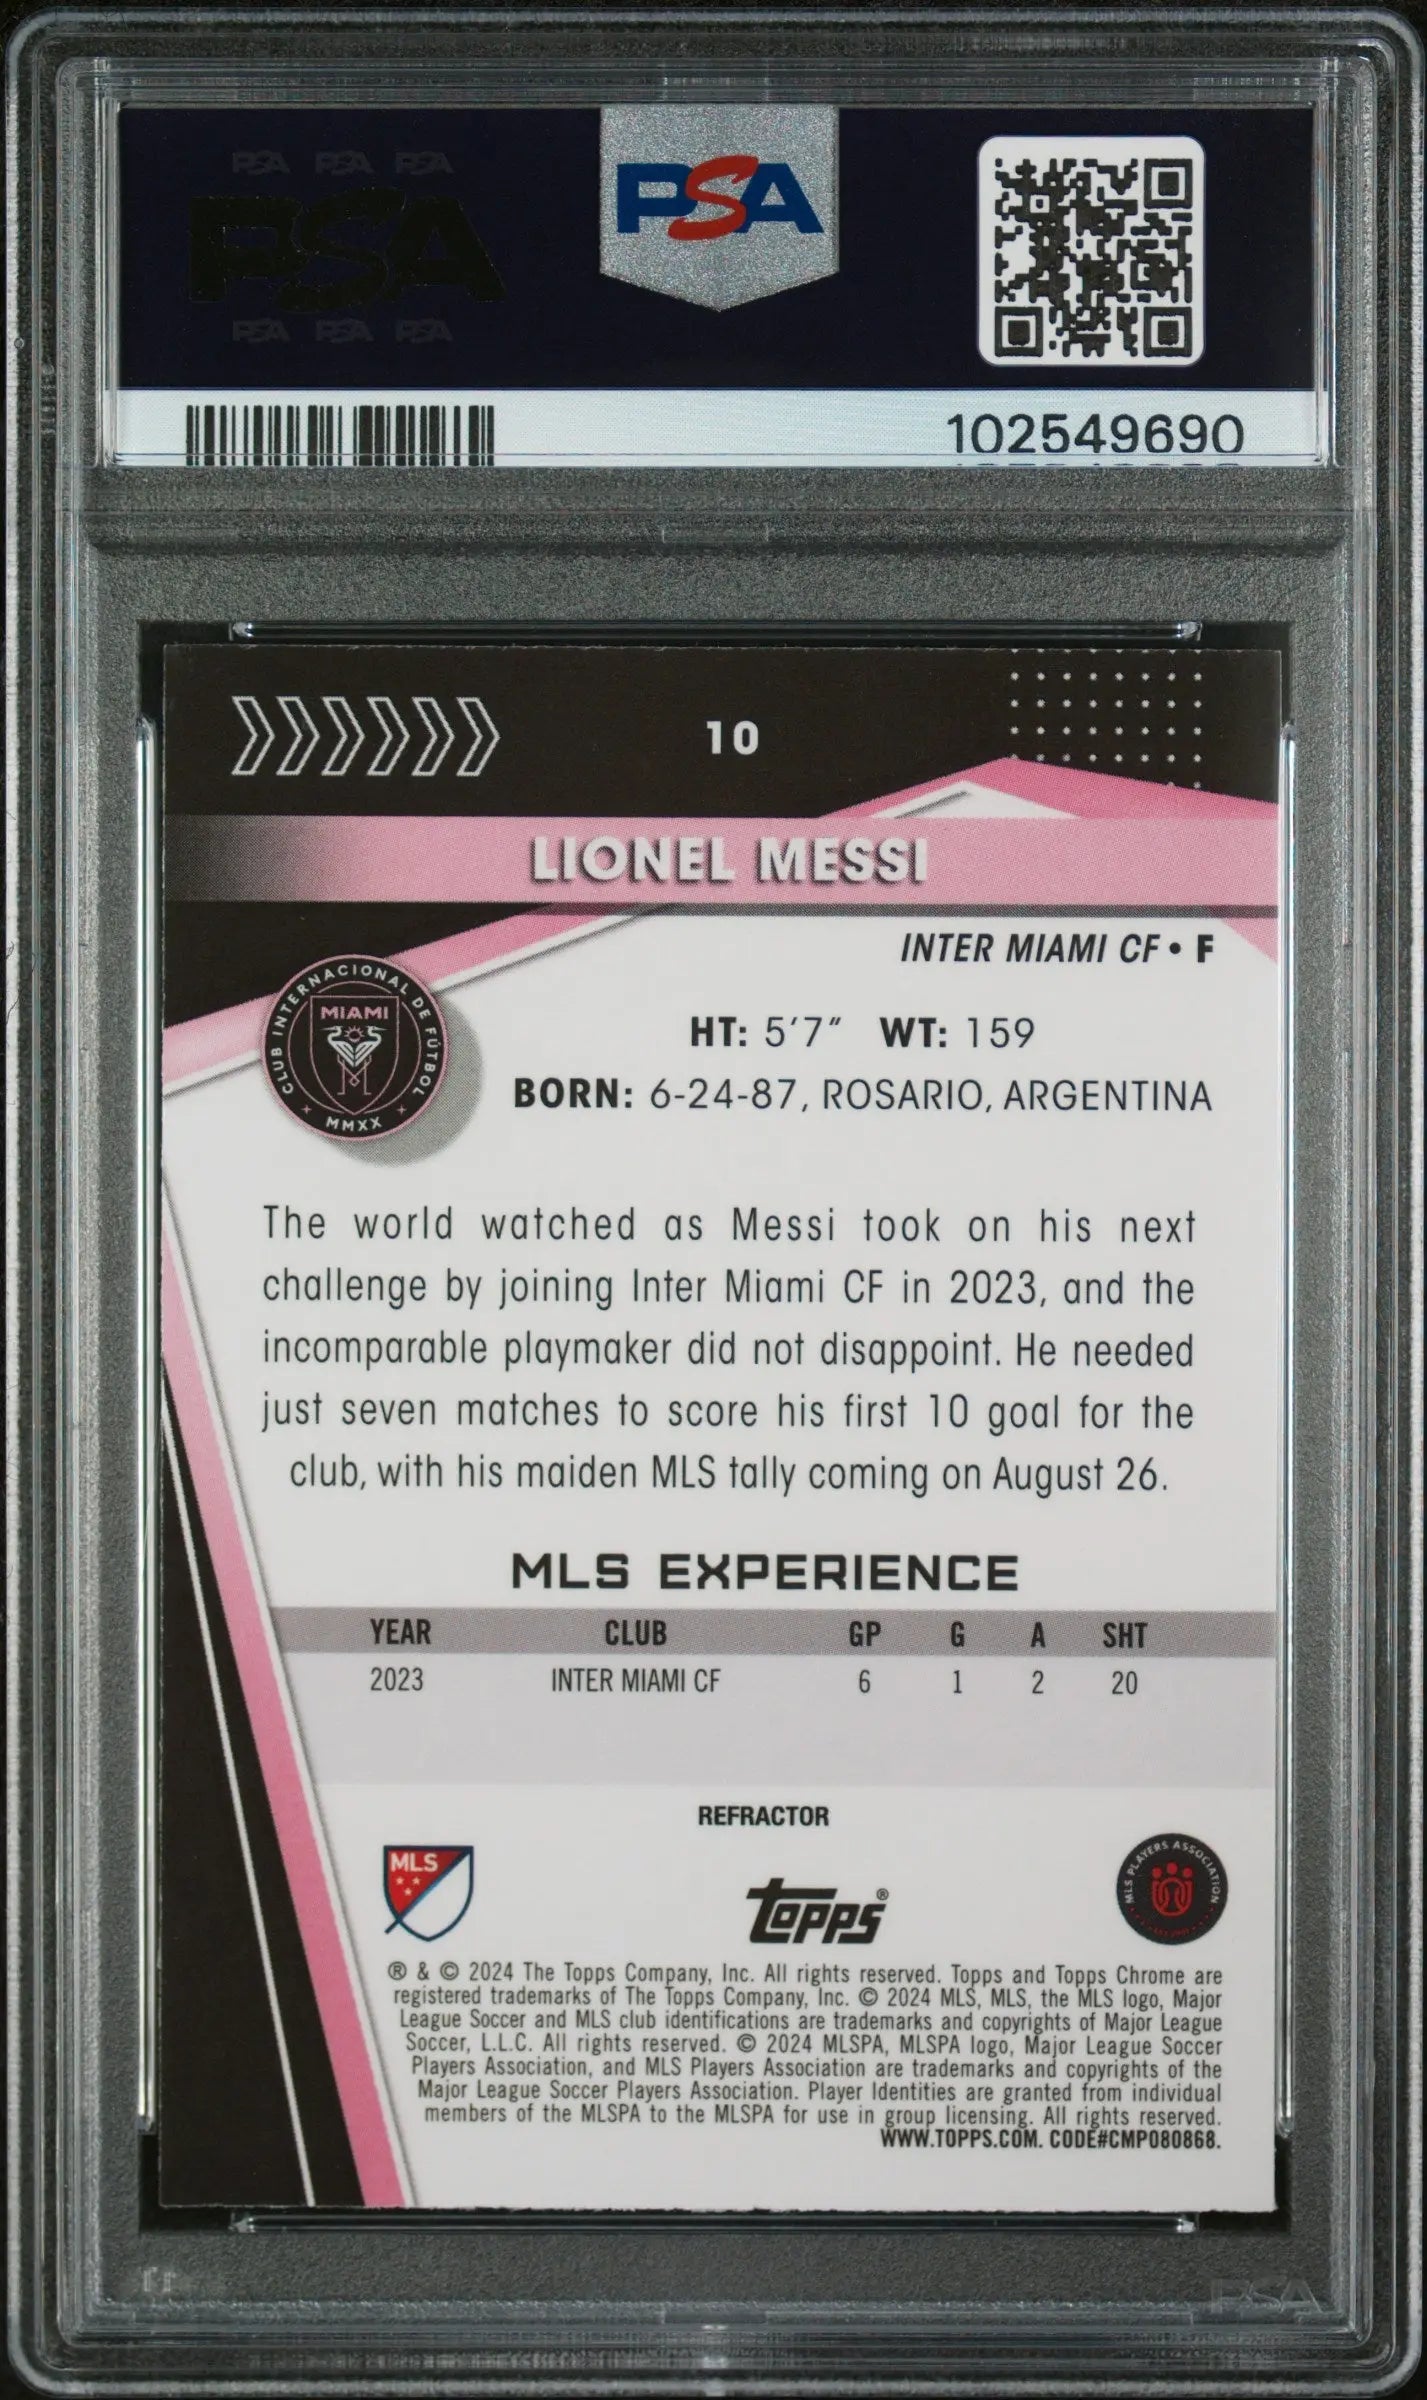 PSA PSA PSA
PSA
PSA PSA PSA
PSA
102549690
10
LIONEL MESSI
INTER MIAMI CF • F
CLUB INTERNACIONAL DE FÚTBOL
MIAMI
MMXX
HT: 5'7" WT: 159
BORN: 6-24-87, ROSARIO, ARGENTINA
The world watched as Messi took on his next
challenge by joining Inter Miami CF in 2023, and the
incomparable playmaker did not disappoint. He needed
just seven matches to score his first 10 goal for the
club, with his maiden MLS tally coming on August 26.
MLS EXPERIENCE
YEAR CLUB GP G A SHT
2023 INTER MIAMI CF 6 1 2 20
REFRACTOR
MLS
Topps®
MLS PLAYERS ASSOCIATION
® & © 2024 The Topps Company, Inc. All rights reserved. Topps and Topps Chrome are
registered trademarks of The Topps Company, Inc. © 2024 MLS, MLS, the MLS logo, Major
League Soccer and MLS club identifications are trademarks and copyrights of Major League
Soccer, L.L.C. All rights reserved. © 2024 MLSPA, MLSPA logo, Major League Soccer
Players Association, and MLS Players Association are trademarks and copyrights of the
Major League Soccer Players Association. Player Identities are granted from individual
members of the MLSPA to the MLSPA for use in group licensing. All rights reserved.
WWW.TOPPS.COM. CODE#CMP080868.
PSA